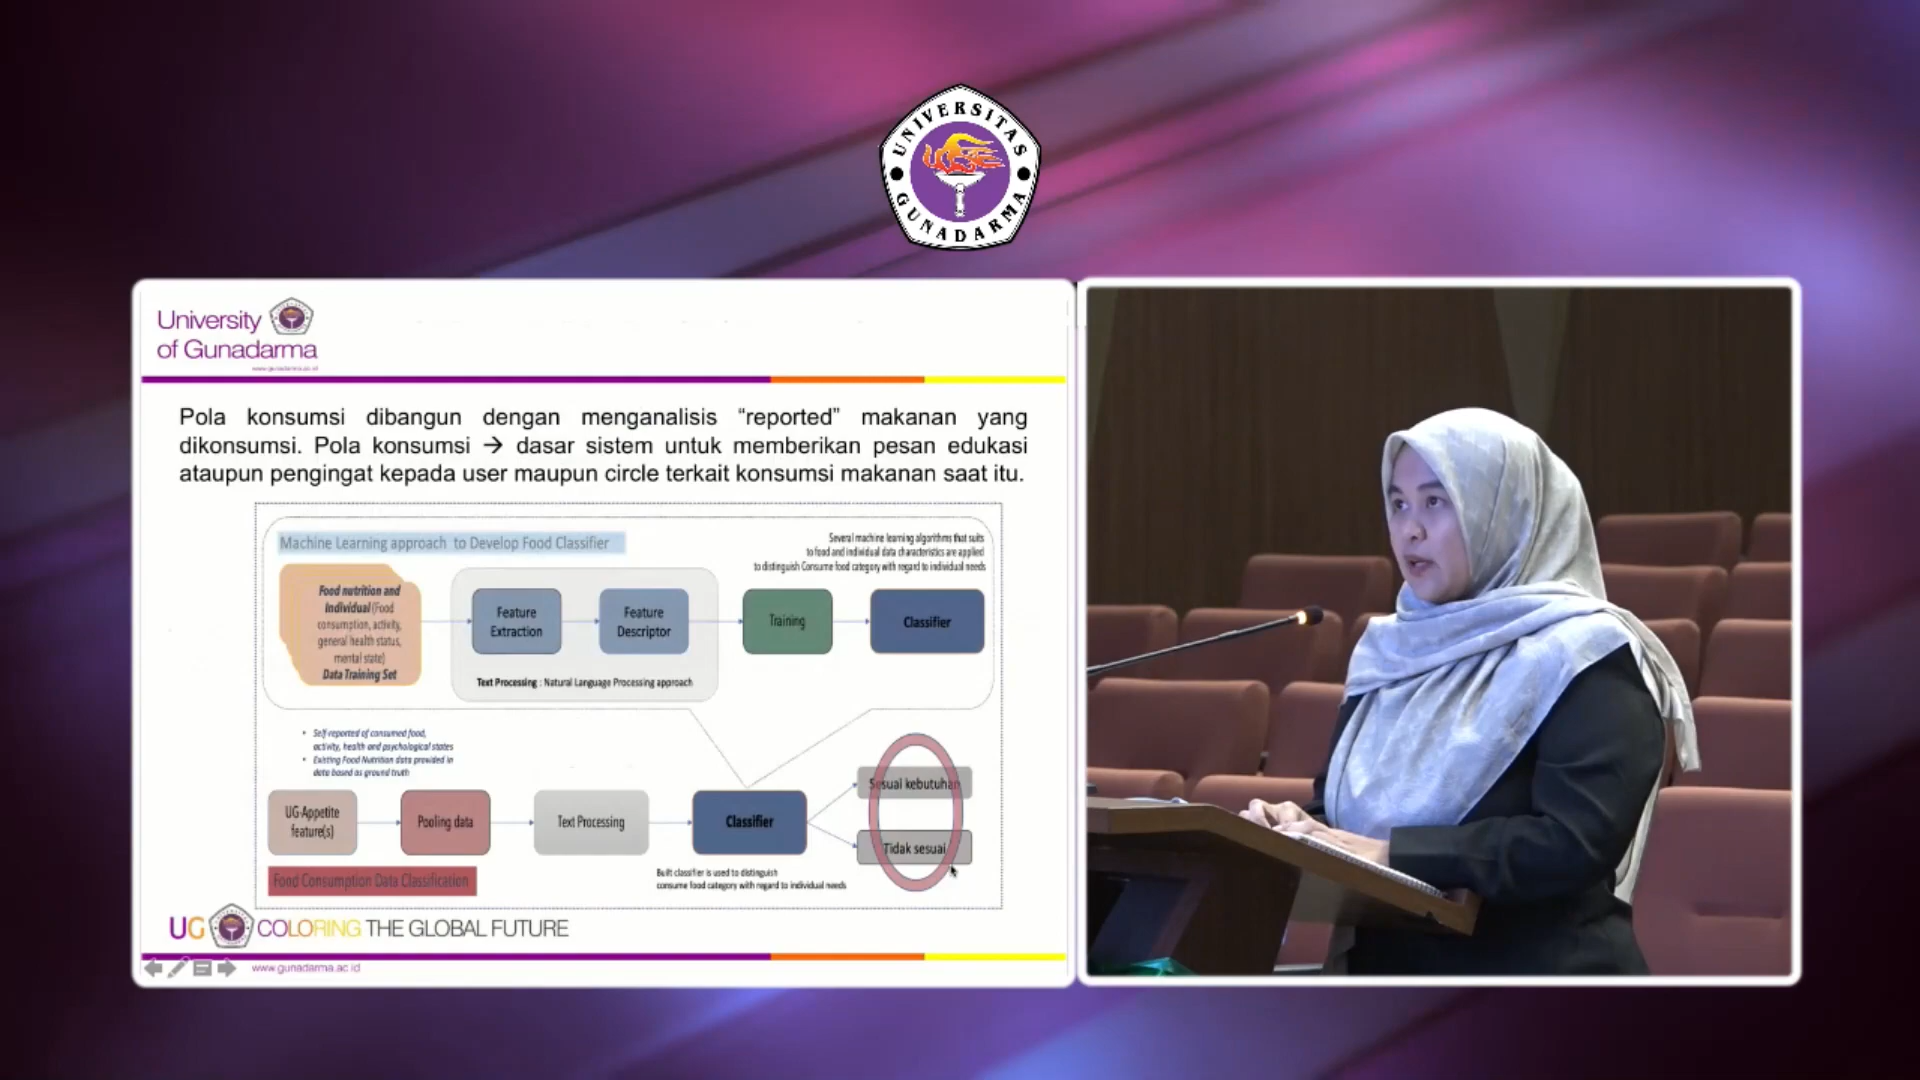 UNIVERSITAS
GUNADARMA
University
of Gunadarma
www.gunadarma.ac.id
Pola konsumsi dibangun dengan menganalisis “reported” makanan yang
dikonsumsi. Pola konsumsi → dasar sistem untuk memberikan pesan edukasi
ataupun pengingat kepada user maupun circle terkait konsumsi makanan saat itu.
Machine Learning approach to Develop Food Classifier
Several machine learning algorithms that suits
to food and individual data characteristics are applied
to distinguish Consume food category with regard to individual needs
Food nutrition and
Individual (Food
consumption, activity,
general health status,
mental state)
Data Training Set
Feature
Extraction
Feature
Descriptor
Training
Classifier
Text Processing : Natural Language Processing approach
• Self-reported of consumed food,
activity, health and psychological states
• Existing Food Nutrition data provided in
data based as ground truth
UG-Appetite
feature(s)
Pooling data
Text Processing
Classifier
Sesuai kebutuhan
Tidak sesuai
Built classifier is used to distinguish
consume food category with regard to individual needs
Food Consumption Data Classification
UG COLORING THE GLOBAL FUTURE
www.gunadarma.ac.id